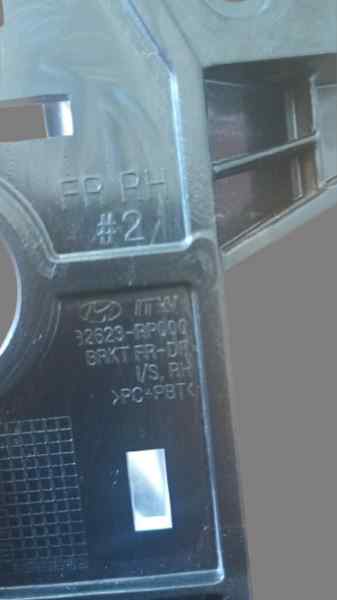 FR RH
#2
ITW
82623-RP000
BRKT FR-DR
I/S, RH
>PC+PBT<